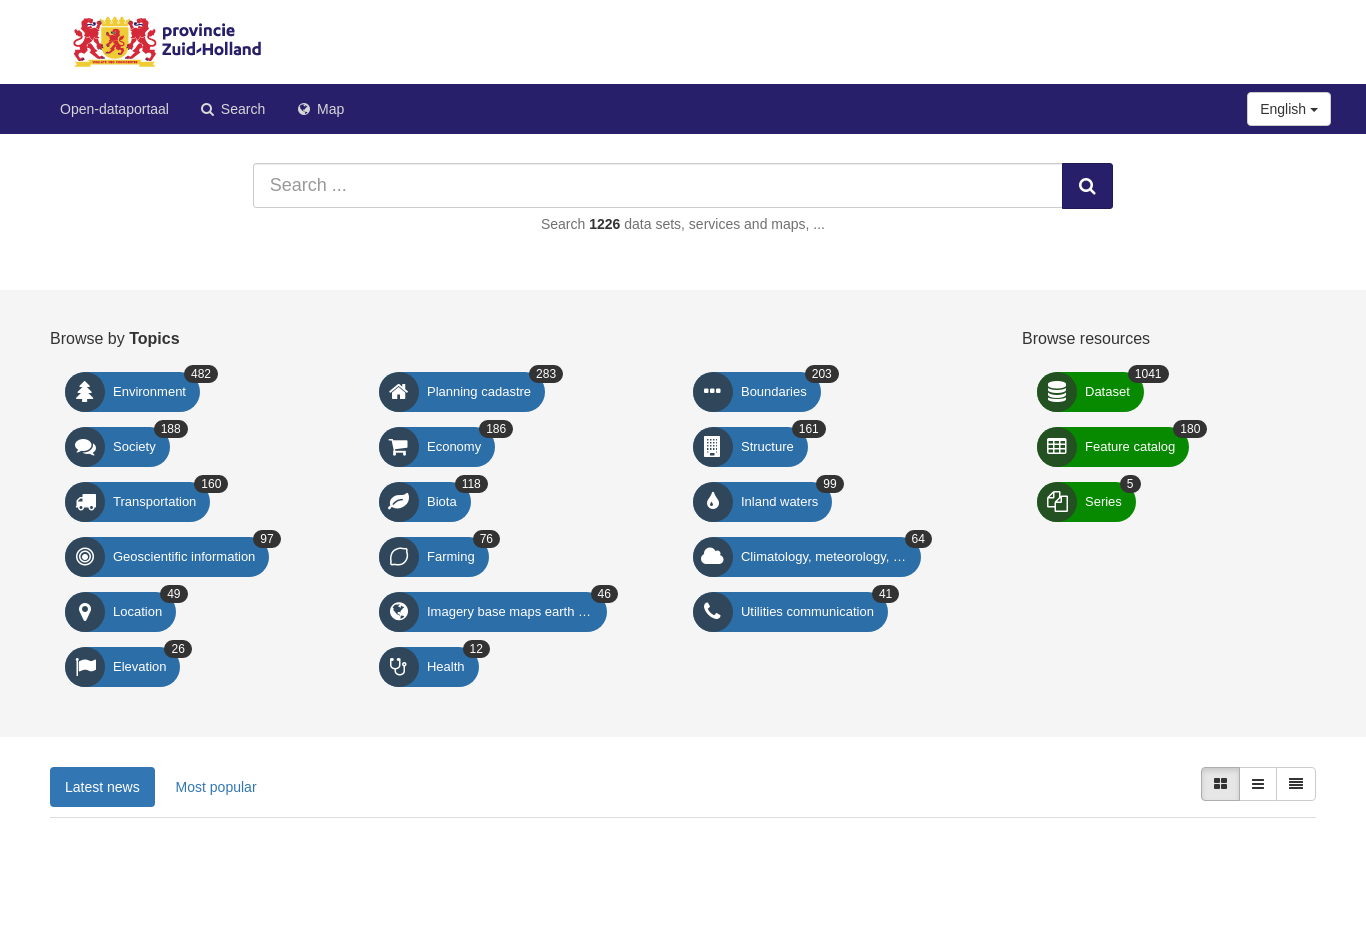 provincie
Zuid-Holland
Open-dataportaal Search Map English
Search ...
Search 1226 data sets, services and maps, ...
Browse by Topics
Environment 482
Planning cadastre 283
Boundaries 203
Society 188
Economy 186
Structure 161
Transportation 160
Biota 118
Inland waters 99
Geoscientific information 97
Farming 76
Climatology, meteorology, ... 64
Location 49
Imagery base maps earth ... 46
Utilities communication 41
Elevation 26
Health 12
Browse resources
Dataset 1041
Feature catalog 180
Series 5
Latest news Most popular